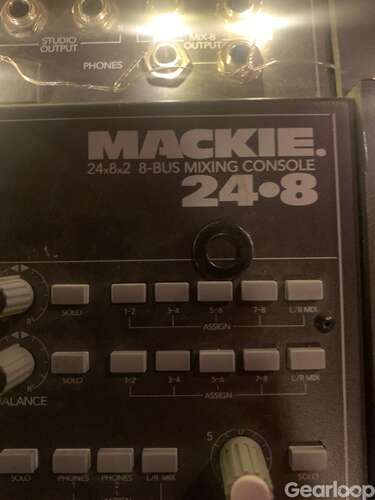 STUDIO OUTPUT
MIX-B OUTPUT
PHONES
MACKIE.
24x8x2 8-BUS MIXING CONSOLE
24•8
R SOLO 1-2 3-4 5-6 7-8 L/R MIX
ASSIGN
R SOLO 1-2 3-4 5-6 7-8 L/R MIX
BALANCE ASSIGN
SOLO PHONES 1 PHONES 2 L/R MIX 5 SOLO
Gearloop